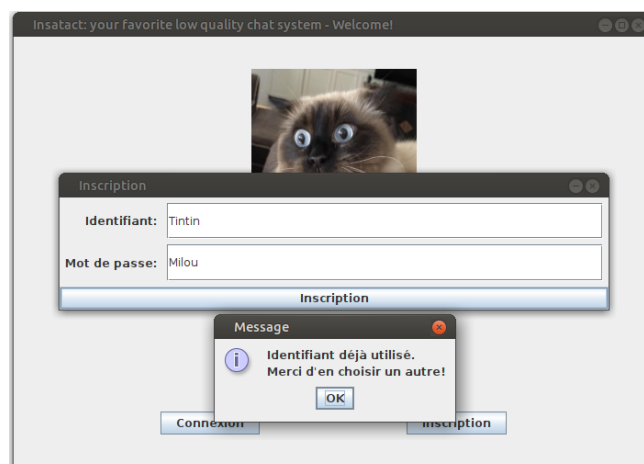 Insatact: your favorite low quality chat system - Welcome!
Inscription
Identifiant: Tintin
Mot de passe: Milou
Inscription
Message
Identifiant déjà utilisé.
Merci d'en choisir un autre!
OK
Connexion Inscription